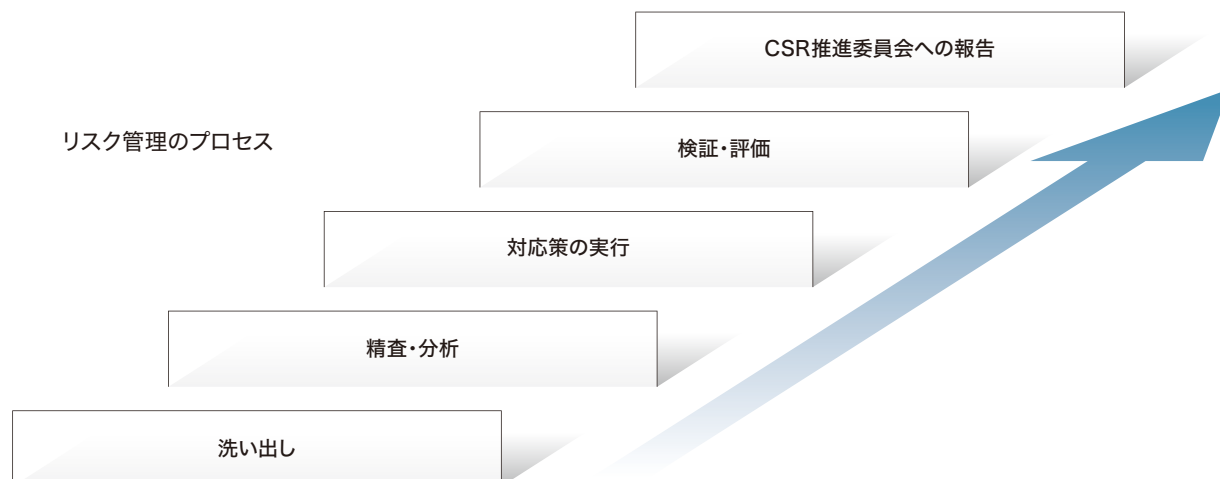 CSR推進委員会への報告
リスク管理のプロセス
検証・評価
対応策の実行
精査・分析
洗い出し